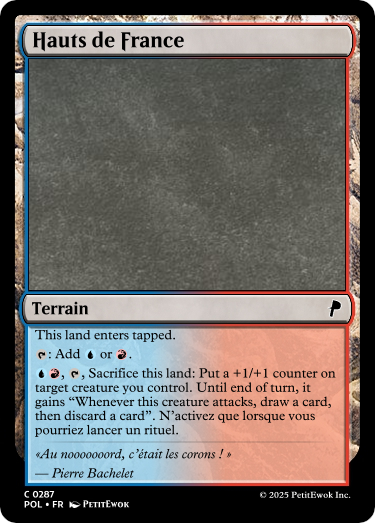 Hauts de France
Terrain
This land enters tapped.
: Add or .
, , Sacrifice this land: Put a +1/+1 counter on
target creature you control. Until end of turn, it
gains “Whenever this creature attacks, draw a card,
then discard a card”. N’activez que lorsque vous
pourriez lancer un rituel.
«Au nooooooord, c’était les corons ! »
— Pierre Bachelet
C 0287
POL • FR PetitEwok
© 2025 PetitEwok Inc.